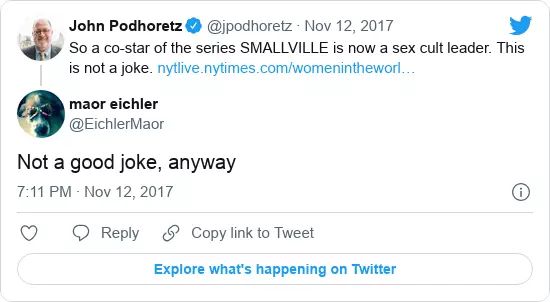 John Podhoretz @jpodhoretz · Nov 12, 2017
So a co-star of the series SMALLVILLE is now a sex cult leader. This
is not a joke. nytlive.nytimes.com/womenintheworl…
maor eichler
@EichlerMaor
Not a good joke, anyway
7:11 PM · Nov 12, 2017
Reply Copy link to Tweet
Explore what's happening on Twitter